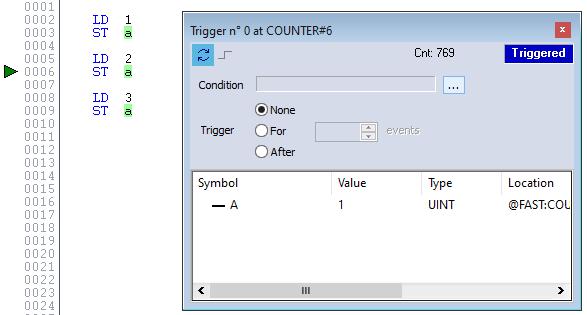 0001
0002 LD 1
0003 ST a
0004
0005 LD 2
0006 ST a
0007
0008 LD 3
0009 ST a
0010
0011
0012
0013
0014
0015
0016
0017
0018
0019
0020
0021
0022
0023
0024
Trigger n° 0 at COUNTER#6 x
Cnt: 769 Triggered
Condition ...
None
Trigger For events
After
Symbol Value Type Location
A 1 UINT @FAST:COU